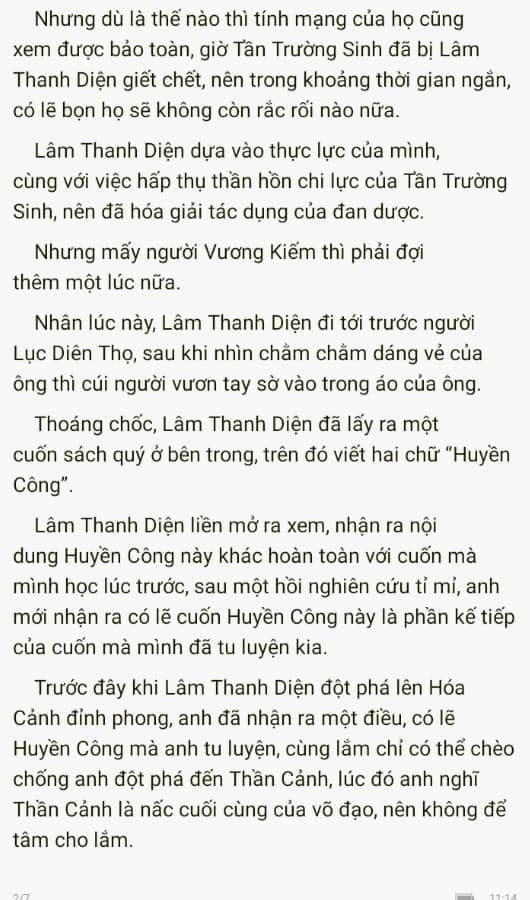 Nhưng dù là thế nào thì tính mạng của họ cũng
xem được bảo toàn, giờ Tần Trường Sinh đã bị Lâm
Thanh Diện giết chết, nên trong khoảng thời gian ngắn,
có lẽ bọn họ sẽ không còn rắc rối nào nữa.
Lâm Thanh Diện dựa vào thực lực của mình,
cùng với việc hấp thụ thần hồn chi lực của Tần Trường
Sinh, nên đã hóa giải tác dụng của đan dược.
Nhưng mấy người Vương Kiếm thì phải đợi
thêm một lúc nữa.
Nhân lúc này, Lâm Thanh Diện đi tới trước người
Lục Diên Thọ, sau khi nhìn chằm chằm dáng vẻ của
ông thì cúi người vươn tay sờ vào trong áo của ông.
Thoáng chốc, Lâm Thanh Diện đã lấy ra một
cuốn sách quý ở bên trong, trên đó viết hai chữ “Huyền
Công”.
Lâm Thanh Diện liền mở ra xem, nhận ra nội
dung Huyền Công này khác hoàn toàn với cuốn mà
mình học lúc trước, sau một hồi nghiên cứu tỉ mỉ, anh
mới nhận ra có lẽ cuốn Huyền Công này là phần kế tiếp
của cuốn mà mình đã tu luyện kia.
Trước đây khi Lâm Thanh Diện đột phá lên Hóa
Cảnh đỉnh phong, anh đã nhận ra một điều, có lẽ
Huyền Công mà anh tu luyện, cùng lắm chỉ có thể chèo
chống anh đột phá đến Thần Cảnh, lúc đó anh nghĩ
Thần Cảnh là nấc cuối cùng của võ đạo, nên không để
tâm cho lắm.
2/7
11:14